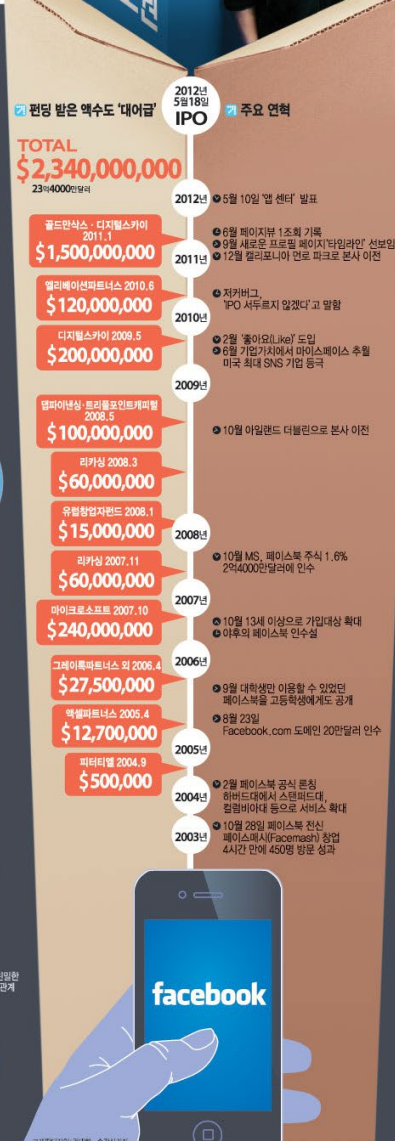 2012년
5월18일
IPO
펀딩 받은 액수도 '대어급'
TOTAL
$2,340,000,000
23억4000만달러
골드만삭스·디지털스카이
2011.1
$1,500,000,000
엘리베이션파트너스 2010.6
$120,000,000
디지털스카이 2009.5
$200,000,000
댑파이낸싱·트리플포인트캐피털
2008.5
$100,000,000
리카싱 2008.3
$60,000,000
유럽창업자펀드 2008.1
$15,000,000
리카싱 2007.11
$60,000,000
마이크로소프트 2007.10
$240,000,000
그레이록파트너스 외 2006.4
$27,500,000
액셀파트너스 2005.4
$12,700,000
피터티엘 2004.9
$500,000
주요 연혁
2012년
5월 10일 '앱 센터' 발표
6월 페이지뷰 1조회 기록
9월 새로운 프로필 페이지 '타임라인' 선보임
2011년
12월 캘리포니아 먼로 파크로 본사 이전
저커버그,
'IPO 서두르지 않겠다'고 말함
2010년
2월 '좋아요(Like)' 도입
6월 기업가치에서 마이스페이스 추월
미국 최대 SNS 기업 등극
2009년
10월 아일랜드 더블린으로 본사 이전
2008년
10월 MS, 페이스북 주식 1.6%
2억4000만달러에 인수
2007년
10월 13세 이상으로 가입대상 확대
야후의 페이스북 인수설
2006년
9월 대학생만 이용할 수 있었던
페이스북을 고등학생에게도 공개
8월 23일
Facebook.com 도메인 20만달러 인수
2005년
2월 페이스북 공식 론칭
하버드대에서 스탠퍼드대,
컬럼비아대 등으로 서비스 확대
2004년
2003년
10월 28일 페이스북 전신
페이스매시(Facemash) 창업
4시간 만에 450명 방문 성과
facebook
관계